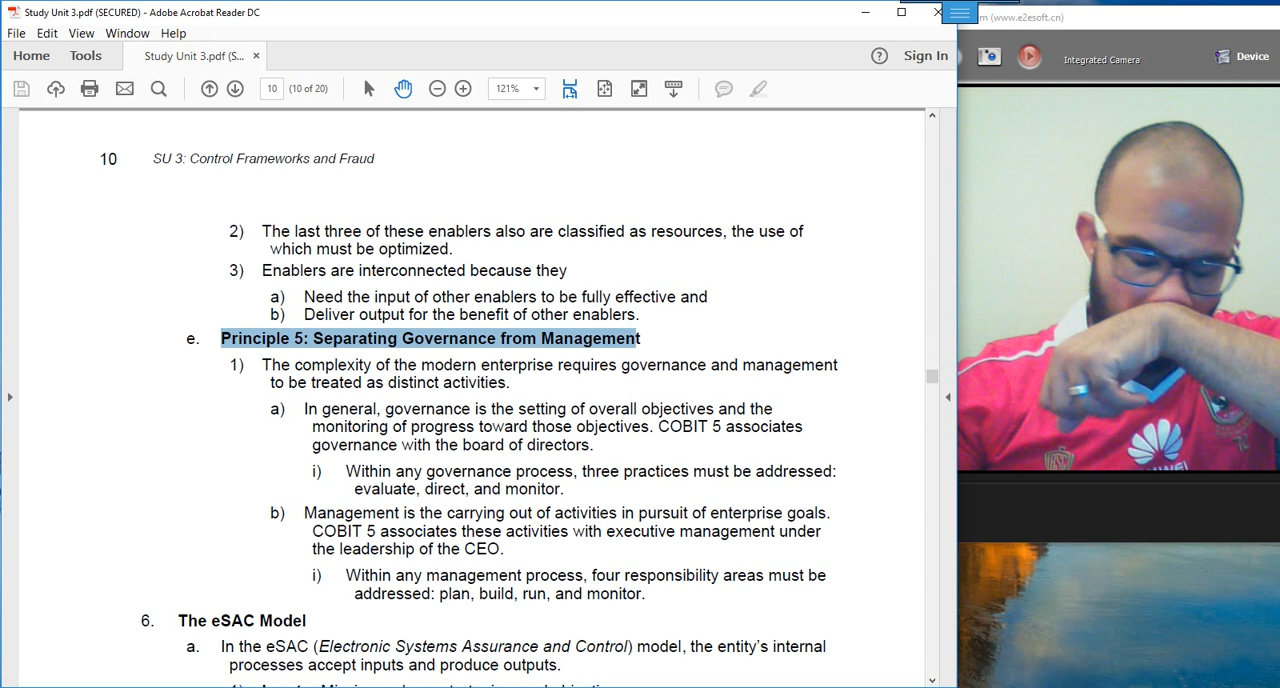 Study Unit 3.pdf (SECURED) - Adobe Acrobat Reader DC
m (www.e2esoft.cn)
File Edit View Window Help
Home Tools Study Unit 3.pdf (S... × Sign In
Integrated Camera Device
10 (10 of 20) 121%
10 SU 3: Control Frameworks and Fraud
2) The last three of these enablers also are classified as resources, the use of
which must be optimized.
3) Enablers are interconnected because they
a) Need the input of other enablers to be fully effective and
b) Deliver output for the benefit of other enablers.
e. Principle 5: Separating Governance from Management
1) The complexity of the modern enterprise requires governance and management
to be treated as distinct activities.
a) In general, governance is the setting of overall objectives and the
monitoring of progress toward those objectives. COBIT 5 associates
governance with the board of directors.
i) Within any governance process, three practices must be addressed:
evaluate, direct, and monitor.
b) Management is the carrying out of activities in pursuit of enterprise goals.
COBIT 5 associates these activities with executive management under
the leadership of the CEO.
i) Within any management process, four responsibility areas must be
addressed: plan, build, run, and monitor.
6. The eSAC Model
a. In the eSAC (Electronic Systems Assurance and Control) model, the entity's internal
processes accept inputs and produce outputs.